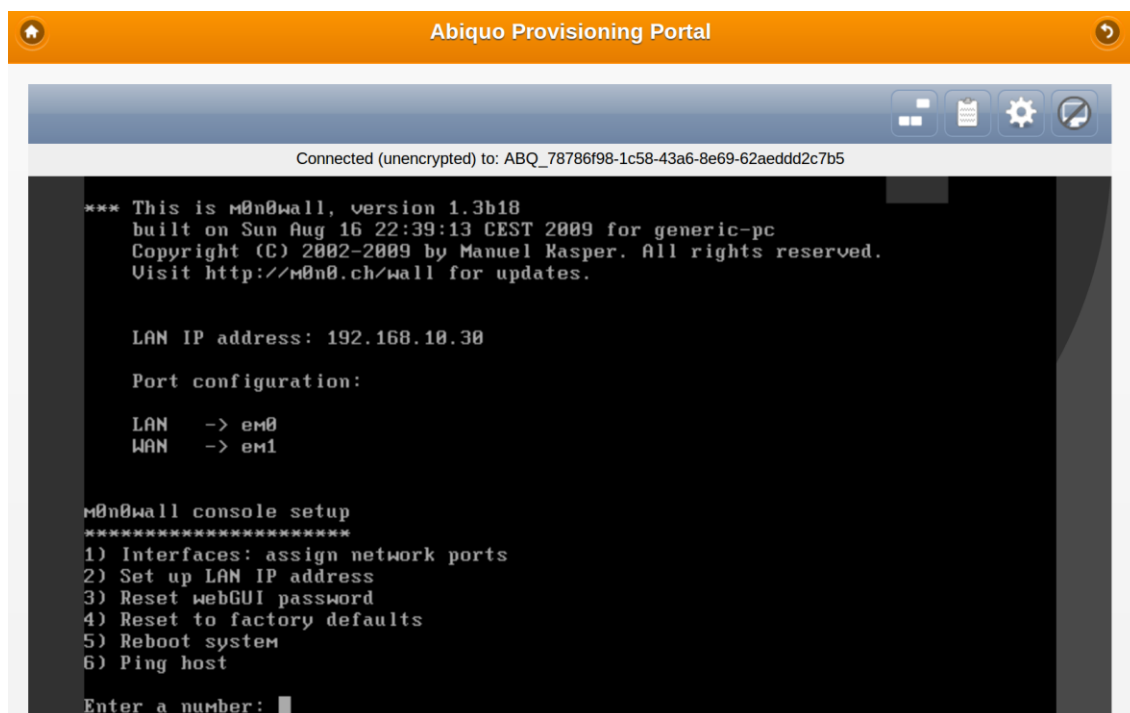 Abiquo Provisioning Portal
Connected (unencrypted) to: ABQ_78786f98-1c58-43a6-8e69-62aeddd2c7b5
*** This is m0n0wall, version 1.3b18
built on Sun Aug 16 22:39:13 CEST 2009 for generic-pc
Copyright (C) 2002-2009 by Manuel Kasper. All rights reserved.
Visit http://m0n0.ch/wall for updates.
LAN IP address: 192.168.10.30
Port configuration:
LAN -> em0
WAN -> em1
m0n0wall console setup
**********************
1) Interfaces: assign network ports
2) Set up LAN IP address
3) Reset webGUI password
4) Reset to factory defaults
5) Reboot system
6) Ping host
Enter a number: